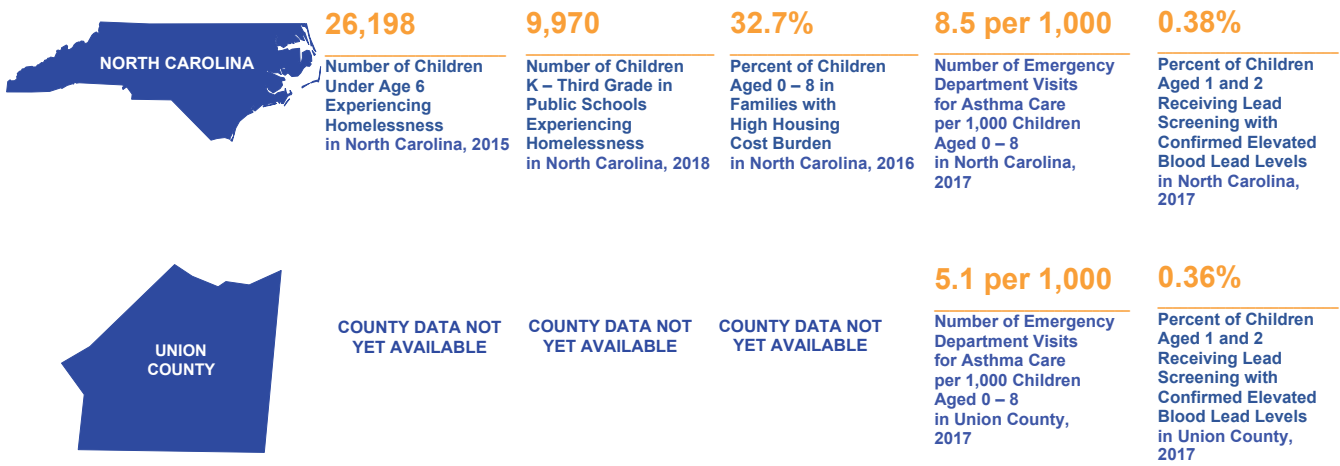 NORTH CAROLINA
26,198
Number of Children
Under Age 6
Experiencing
Homelessness
in North Carolina, 2015
9,970
Number of Children
K – Third Grade in
Public Schools
Experiencing
Homelessness
in North Carolina, 2018
32.7%
Percent of Children
Aged 0 – 8 in
Families with
High Housing
Cost Burden
in North Carolina, 2016
8.5 per 1,000
Number of Emergency
Department Visits
for Asthma Care
per 1,000 Children
Aged 0 – 8
in North Carolina,
2017
0.38%
Percent of Children
Aged 1 and 2
Receiving Lead
Screening with
Confirmed Elevated
Blood Lead Levels
in North Carolina,
2017
UNION
COUNTY
COUNTY DATA NOT
YET AVAILABLE
COUNTY DATA NOT
YET AVAILABLE
COUNTY DATA NOT
YET AVAILABLE
5.1 per 1,000
Number of Emergency
Department Visits
for Asthma Care
per 1,000 Children
Aged 0 – 8
in Union County,
2017
0.36%
Percent of Children
Aged 1 and 2
Receiving Lead
Screening with
Confirmed Elevated
Blood Lead Levels
in Union County,
2017